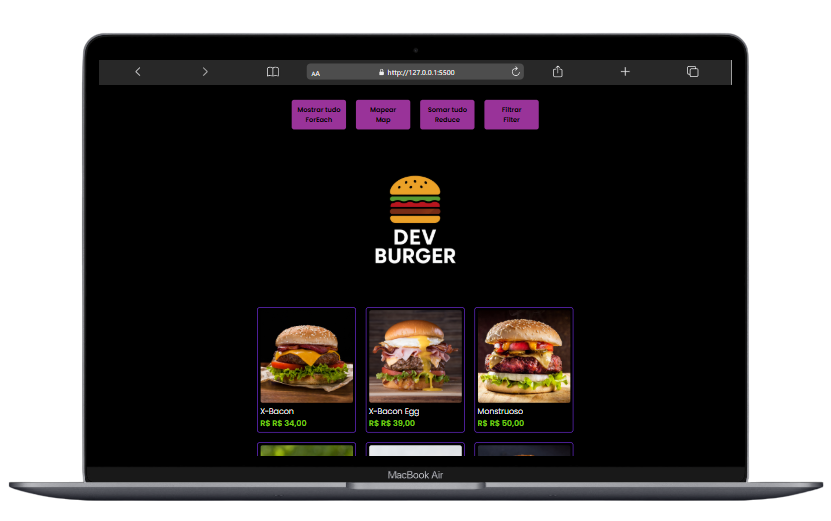 AA
http://127.0.0.1:5500
Mostrar tudo
ForEach
Mapear
Map
Somar tudo
Reduce
Filtrar
Filter
DEV
BURGER
X-Bacon
R$ R$ 34,00
X-Bacon Egg
R$ R$ 39,00
Monstruoso
R$ R$ 50,00
MacBook Air